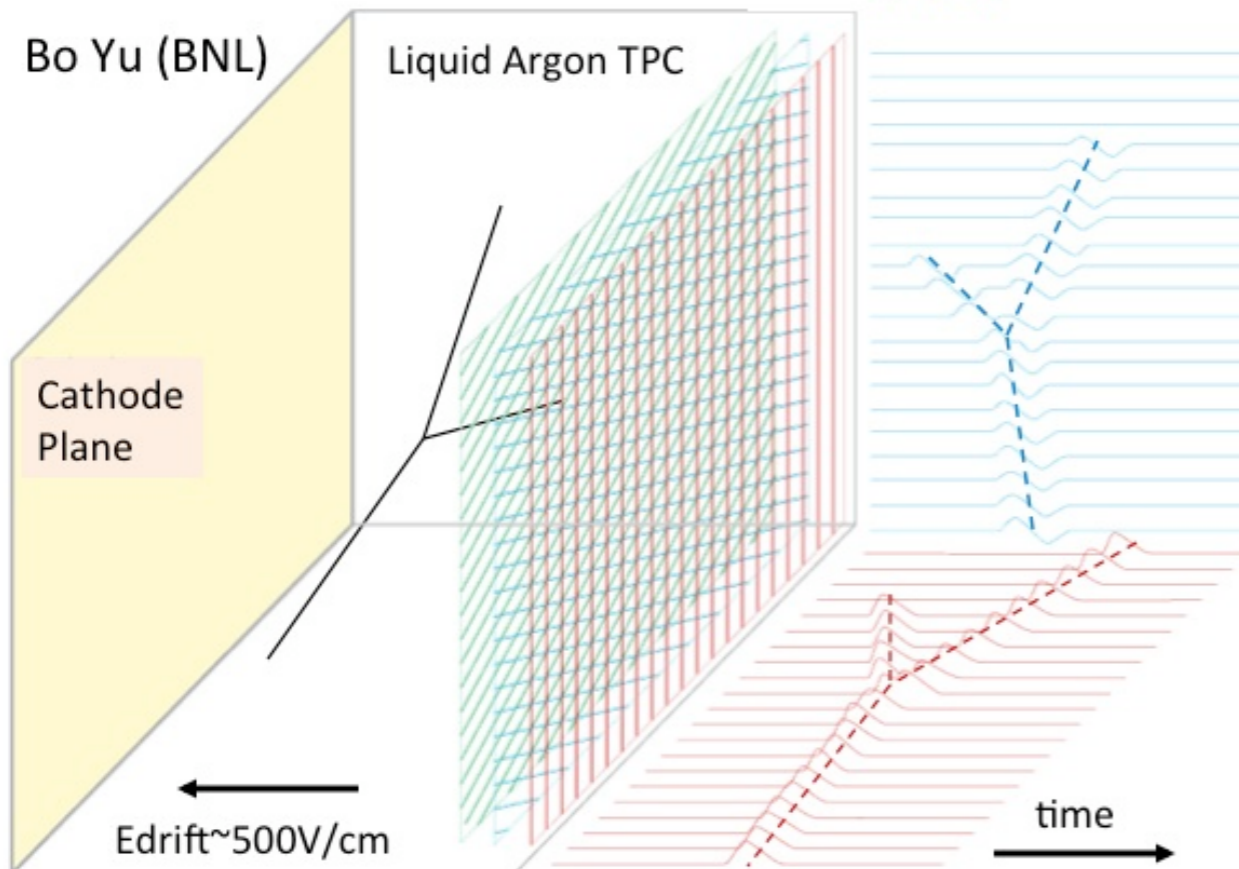 Bo Yu (BNL)
Liquid Argon TPC
Cathode
Plane
Edrift~500V/cm
time